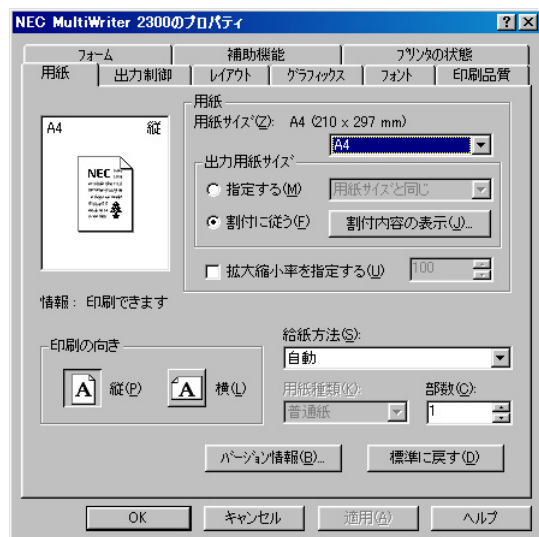 NEC MultiWriter 2300のプロパティ
フォーム 補助機能 プリンタの状態
用紙 出力制御 レイアウト グラフィックス フォント 印刷品質
用紙
用紙サイズ(Z): A4 (210 x 297 mm)
A4 縦
A4
NEC
出力用紙サイズ
指定する(M) 用紙サイズと同じ
割付に従う(F) 割付内容の表示(J)...
拡大縮小率を指定する(U) 100
情報： 印刷できます
印刷の向き
A 縦(P) A 横(L)
給紙方法(S):
自動
用紙種類(K): 部数(C):
普通紙 1
バージョン情報(B)... 標準に戻す(D)
OK キャンセル 適用(A) ヘルプ